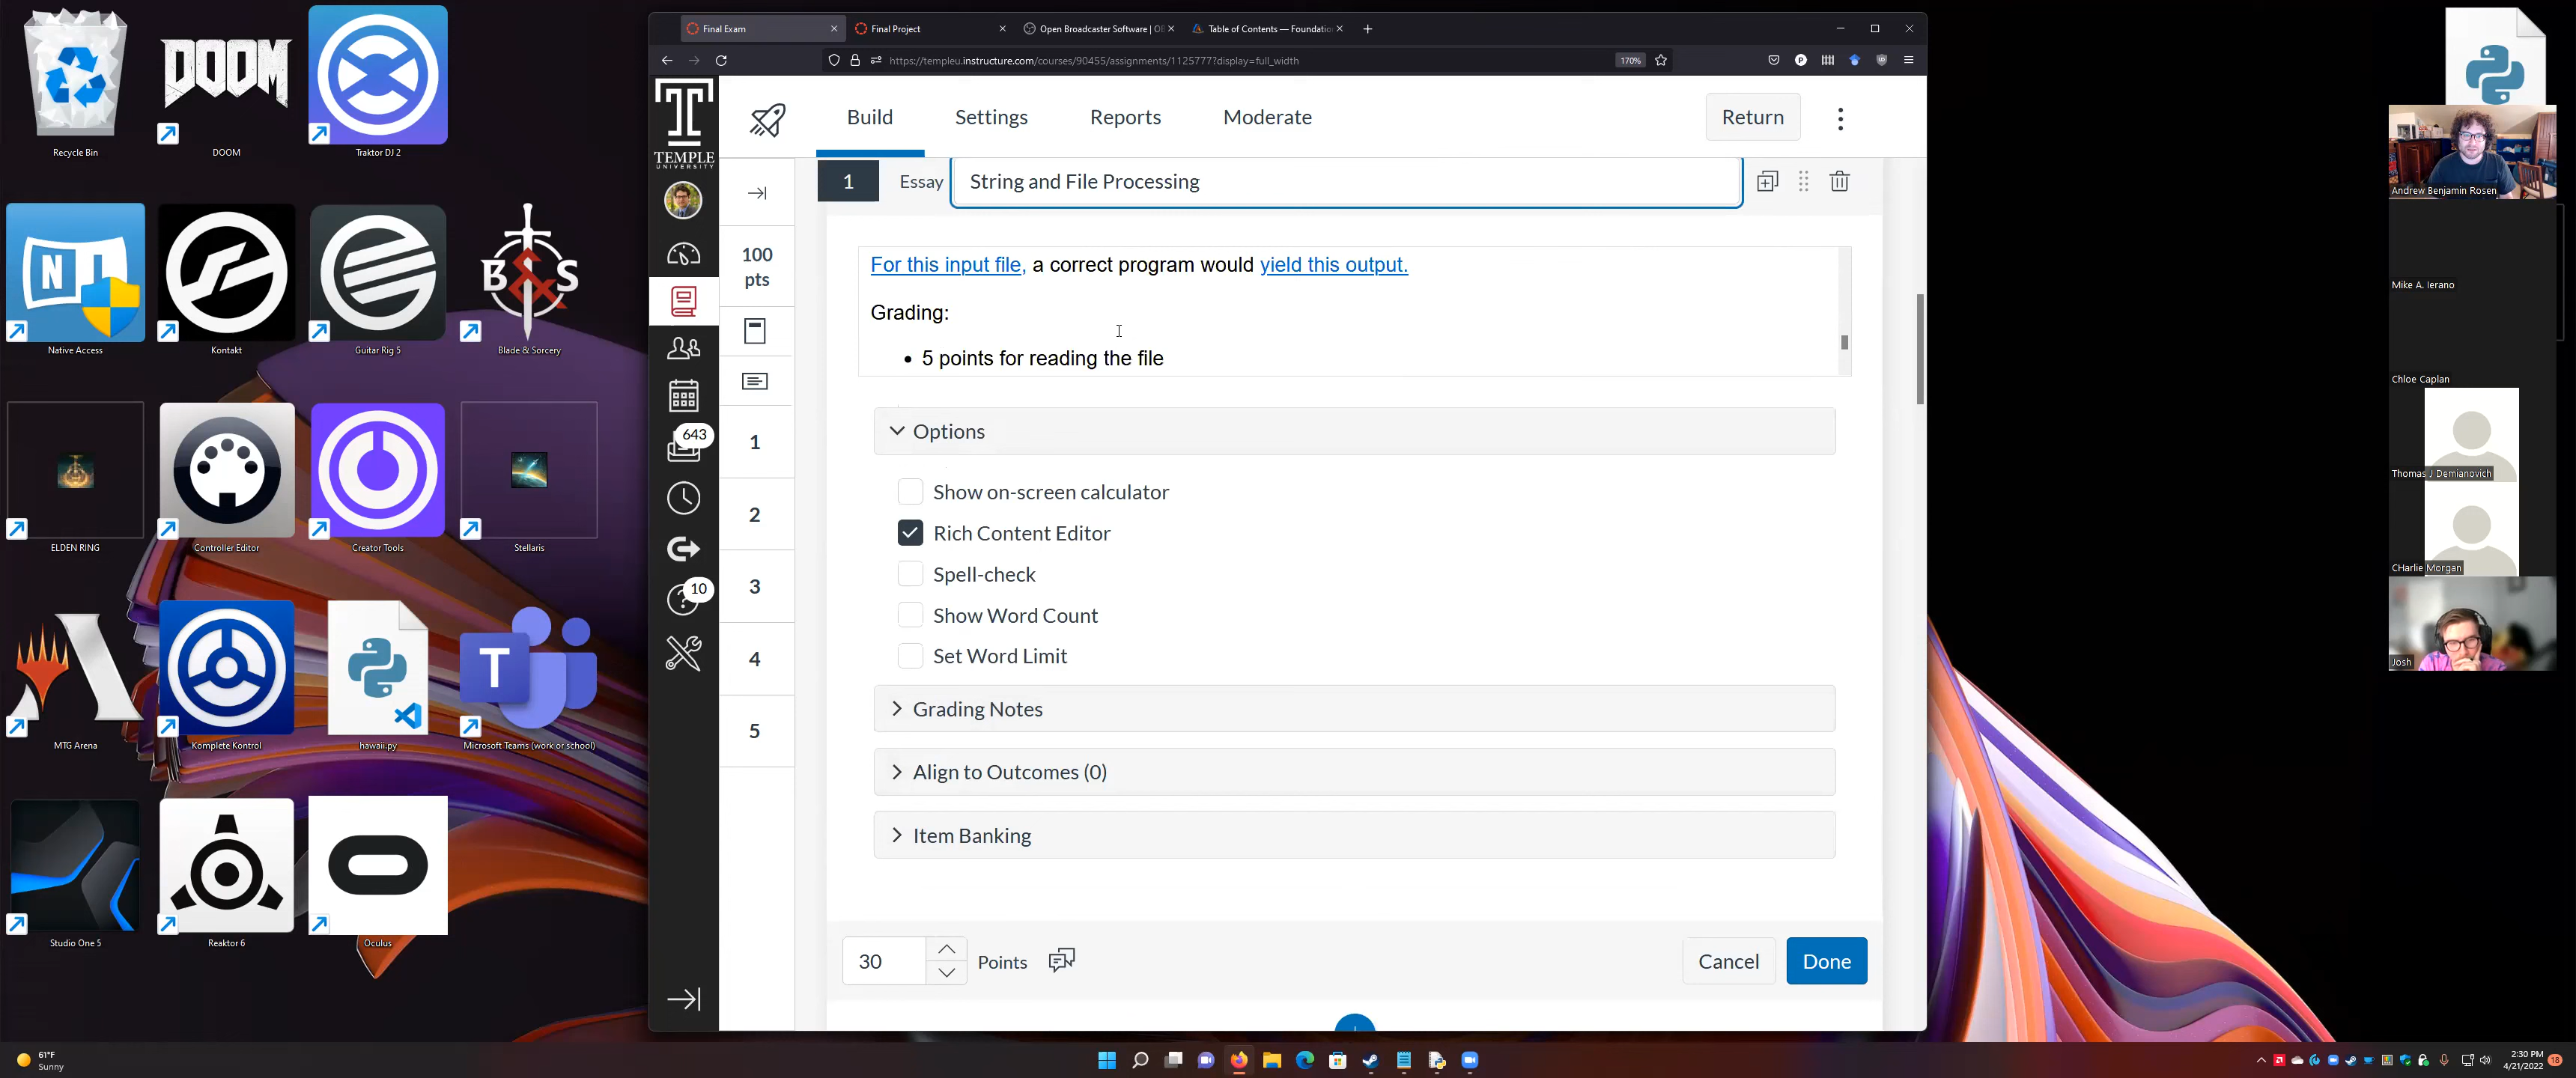 Final Exam
Final Project
Open Broadcaster Software | OB
Table of Contents — Foundatio
https://templeu.instructure.com/courses/90455/assignments/1125777?display=full_width
170%
DOOM
Recycle Bin
DOOM
Traktor DJ 2
Native Access
Kontakt
Guitar Rig 5
B&S
Blade & Sorcery
ELDEN RING
Controller Editor
Creator Tools
Stellaris
MTG Arena
Komplete Kontrol
hawaii.py
Microsoft Teams (work or school)
Studio One 5
Reaktor 6
Oculus
TEMPLE
UNIVERSITY
643
10
Build
Settings
Reports
Moderate
Return
100
pts
1
2
3
4
5
1
Essay
String and File Processing
For this input file, a correct program would yield this output.
Grading:
• 5 points for reading the file
Options
Show on-screen calculator
Rich Content Editor
Spell-check
Show Word Count
Set Word Limit
Grading Notes
Align to Outcomes (0)
Item Banking
30
Points
Cancel
Done
Andrew Benjamin Rosen
Mike A. Ierano
Chloe Caplan
Thomas J Demianovich
CHarlie Morgan
Josh
61°F
Sunny
2:30 PM
4/21/2022
18